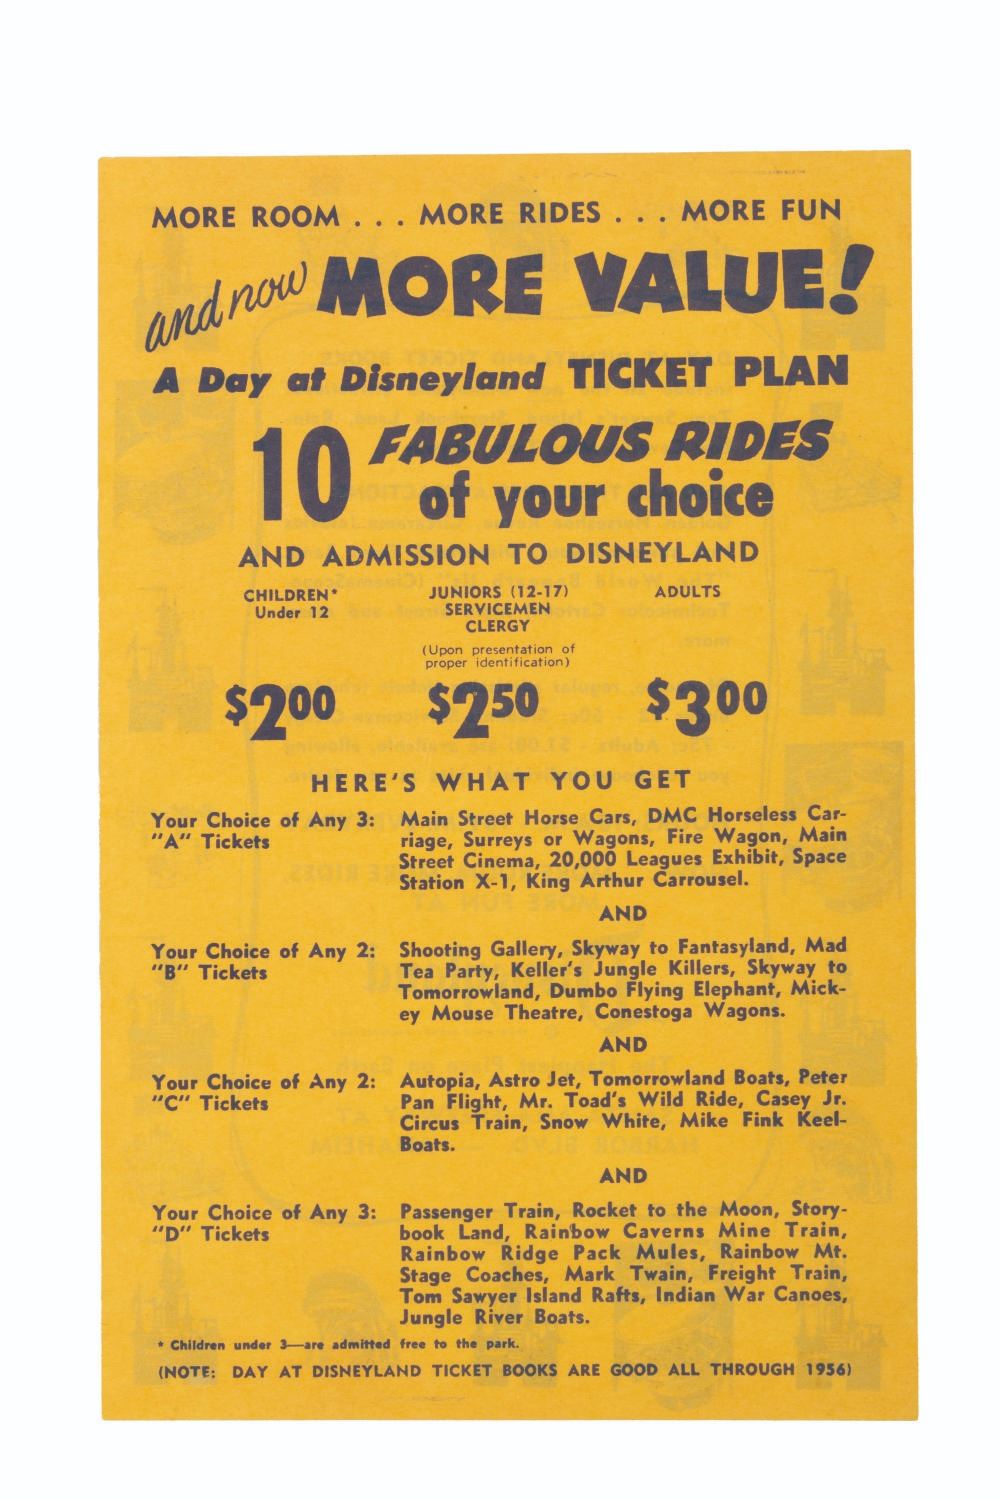 MORE ROOM . . . MORE RIDES . . . MORE FUN
and now MORE VALUE!
A Day at Disneyland TICKET PLAN
10 FABULOUS RIDES
of your choice
AND ADMISSION TO DISNEYLAND
CHILDREN*
Under 12
JUNIORS (12-17)
SERVICEMEN
CLERGY
(Upon presentation of
proper identification)
ADULTS
$2.00 $2.50 $3.00
HERE'S WHAT YOU GET
Your Choice of Any 3:
"A" Tickets
Main Street Horse Cars, DMC Horseless Car-
riage, Surreys or Wagons, Fire Wagon, Main
Street Cinema, 20,000 Leagues Exhibit, Space
Station X-1, King Arthur Carrousel.
AND
Your Choice of Any 2:
"B" Tickets
Shooting Gallery, Skyway to Fantasyland, Mad
Tea Party, Keller's Jungle Killers, Skyway to
Tomorrowland, Dumbo Flying Elephant, Mick-
ey Mouse Theatre, Conestoga Wagons.
AND
Your Choice of Any 2:
"C" Tickets
Autopia, Astro Jet, Tomorrowland Boats, Peter
Pan Flight, Mr. Toad's Wild Ride, Casey Jr.
Circus Train, Snow White, Mike Fink Keel-
Boats.
AND
Your Choice of Any 3:
"D" Tickets
Passenger Train, Rocket to the Moon, Story-
book Land, Rainbow Caverns Mine Train,
Rainbow Ridge Pack Mules, Rainbow Mt.
Stage Coaches, Mark Twain, Freight Train,
Tom Sawyer Island Rafts, Indian War Canoes,
Jungle River Boats.
* Children under 3—are admitted free to the park.
(NOTE: DAY AT DISNEYLAND TICKET BOOKS ARE GOOD ALL THROUGH 1956)